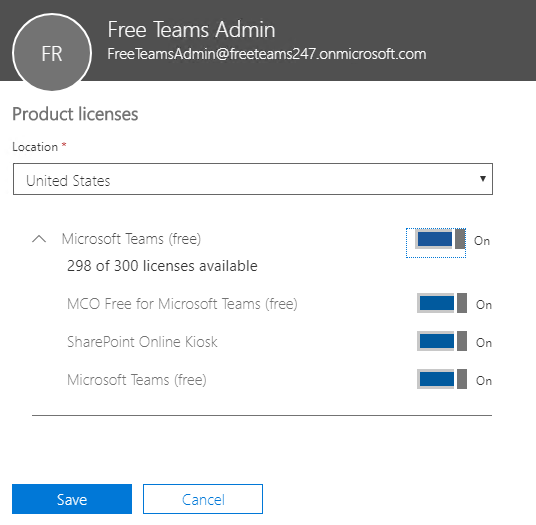 FR
Free Teams Admin
FreeTeamsAdmin@freeteams247.onmicrosoft.com
Product licenses
Location *
United States
Microsoft Teams (free)
On
298 of 300 licenses available
MCO Free for Microsoft Teams (free)
On
SharePoint Online Kiosk
On
Microsoft Teams (free)
On
Save
Cancel